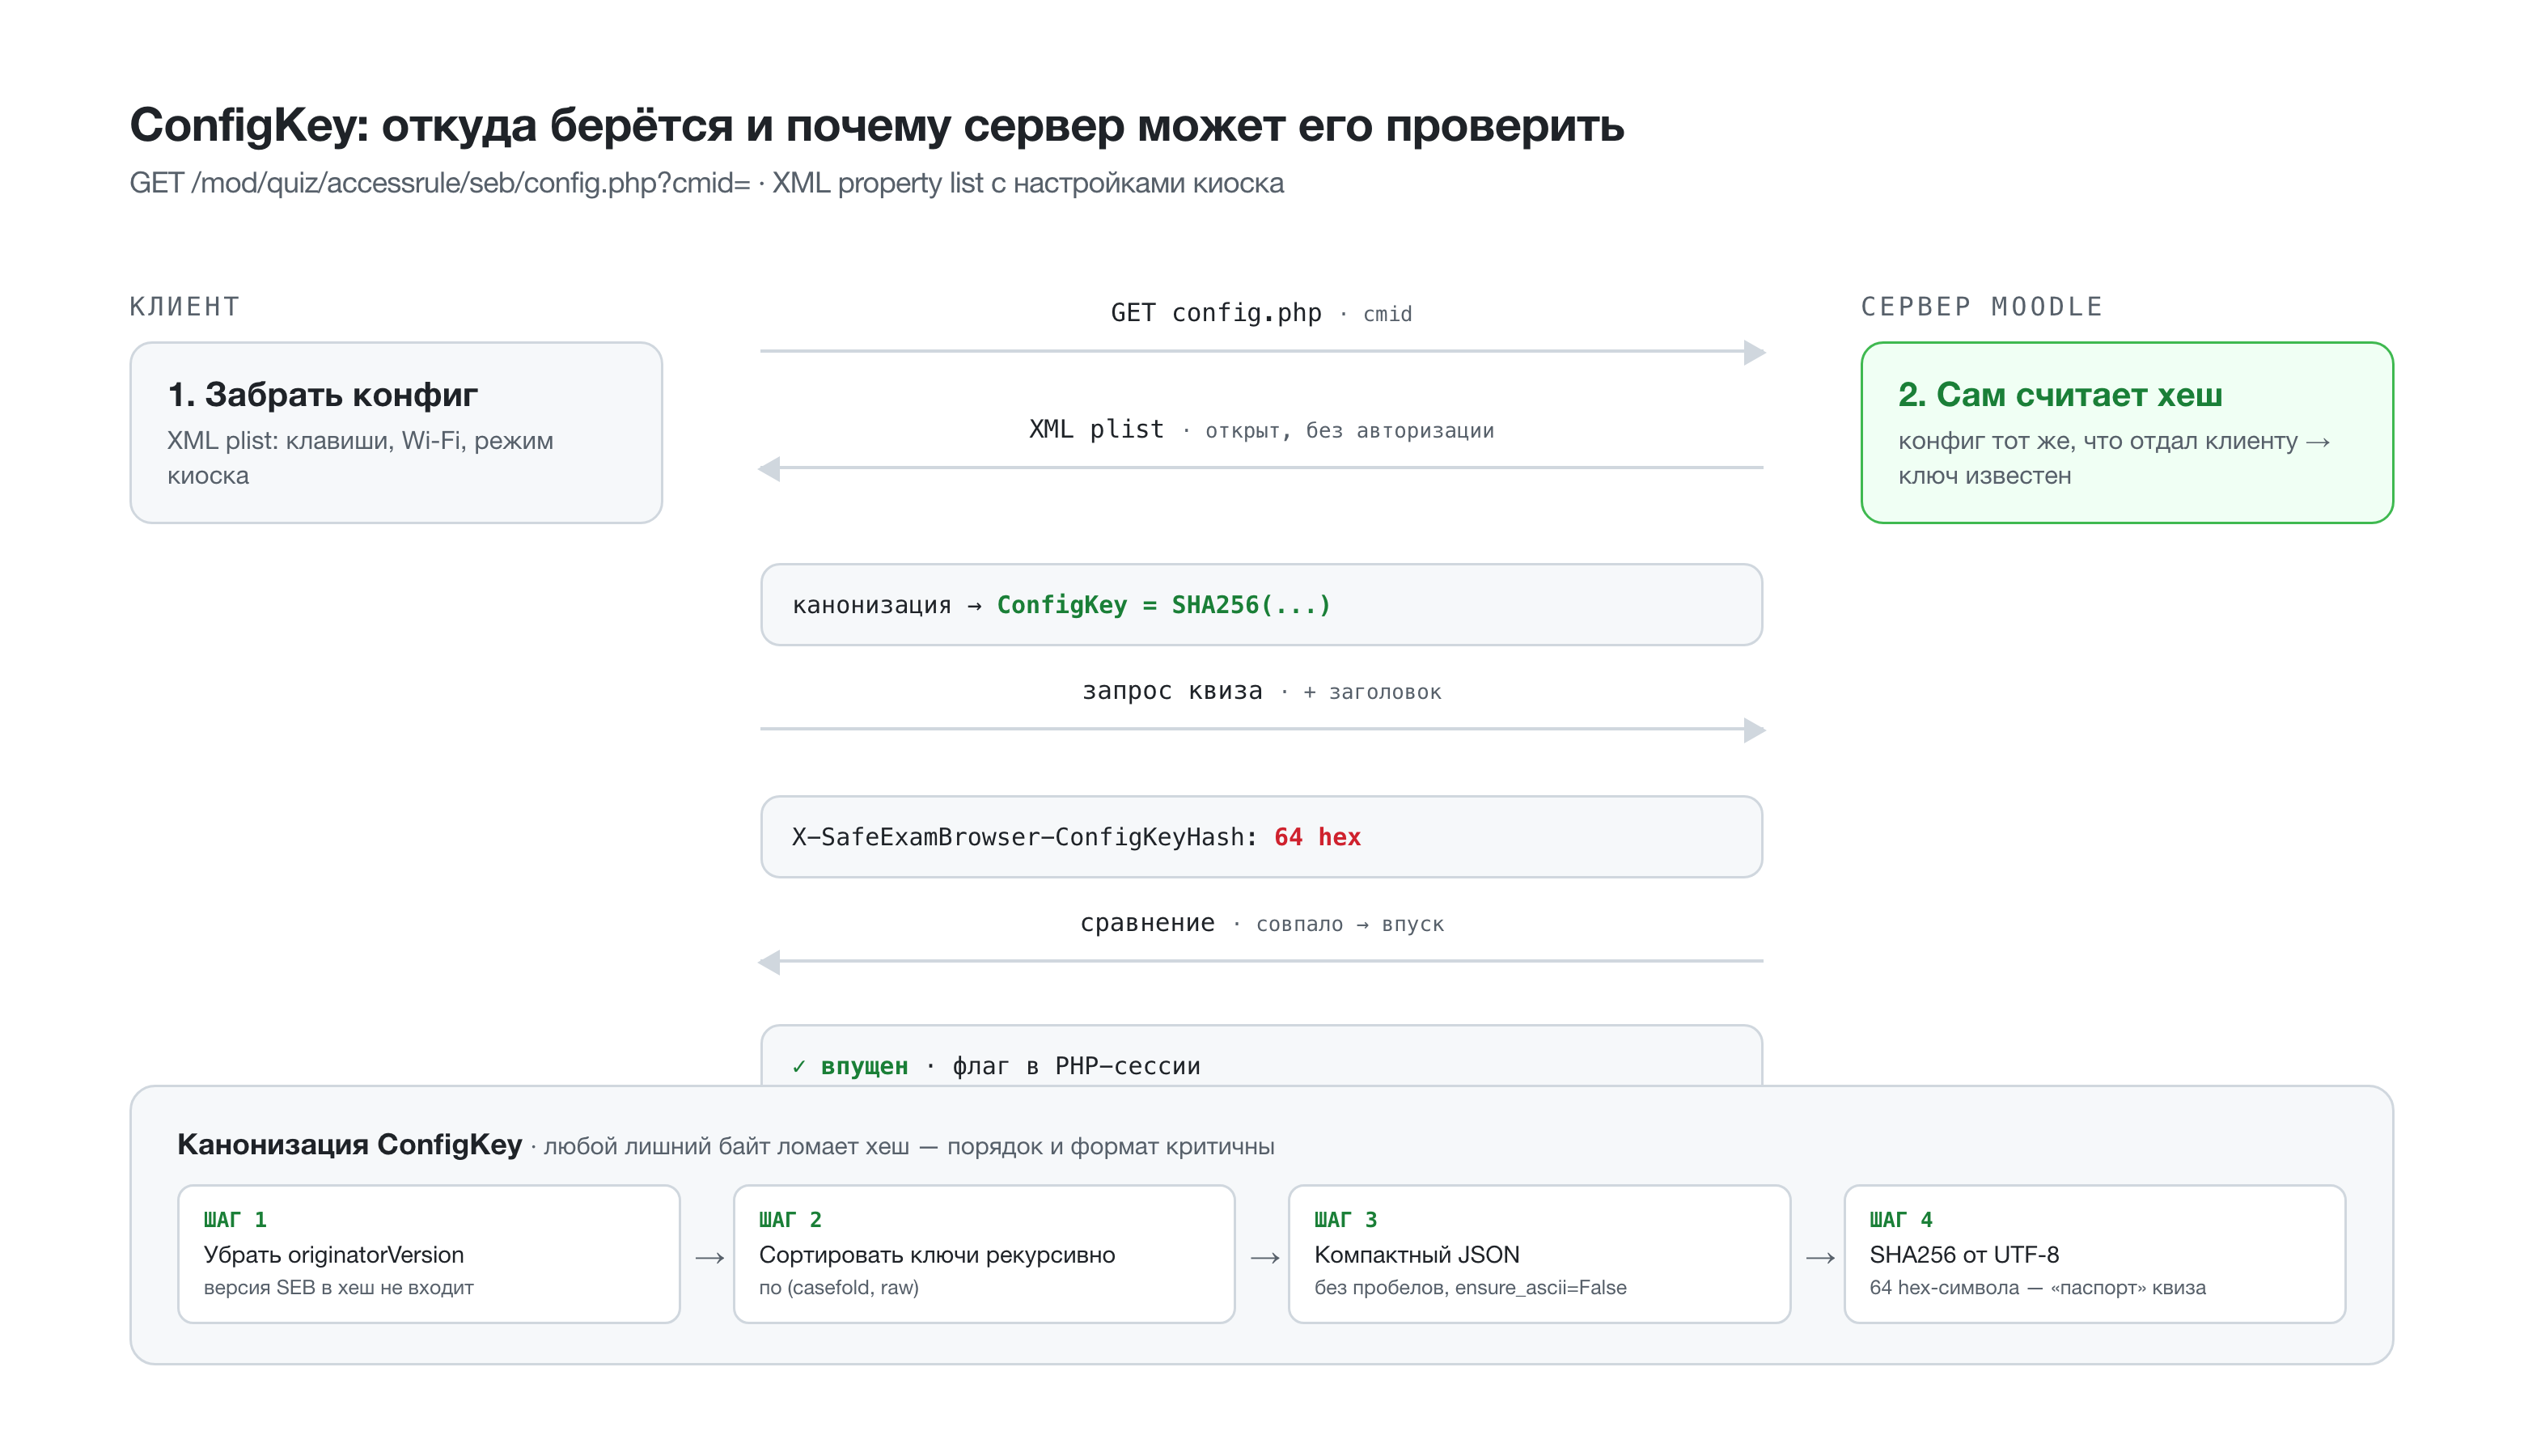 ConfigKey: откуда берётся и почему сервер может его проверить
GET /mod/quiz/accessrule/seb/config.php?cmid= · XML property list с настройками киоска
КЛИЕНТ
1. Забрать конфиг
XML plist: клавиши, Wi-Fi, режим
киоска
GET config.php · cmid
XML plist · открыт, без авторизации
СЕРВЕР MOODLE
2. Сам считает хеш
конфиг тот же, что отдал клиенту →
ключ известен
канонизация → ConfigKey = SHA256(...)
запрос квиза · + заголовок
X-SafeExamBrowser-ConfigKeyHash: 64 hex
сравнение · совпало → впуск
✓ впущен · флаг в PHP-сессии
Канонизация ConfigKey · любой лишний байт ломает хеш — порядок и формат критичны
ШАГ 1
Убрать originatorVersion
версия SEB в хеш не входит
→
ШАГ 2
Сортировать ключи рекурсивно
по (casefold, raw)
→
ШАГ 3
Компактный JSON
без пробелов, ensure_ascii=False
→
ШАГ 4
SHA256 от UTF-8
64 hex-символа — «паспорт» квиза